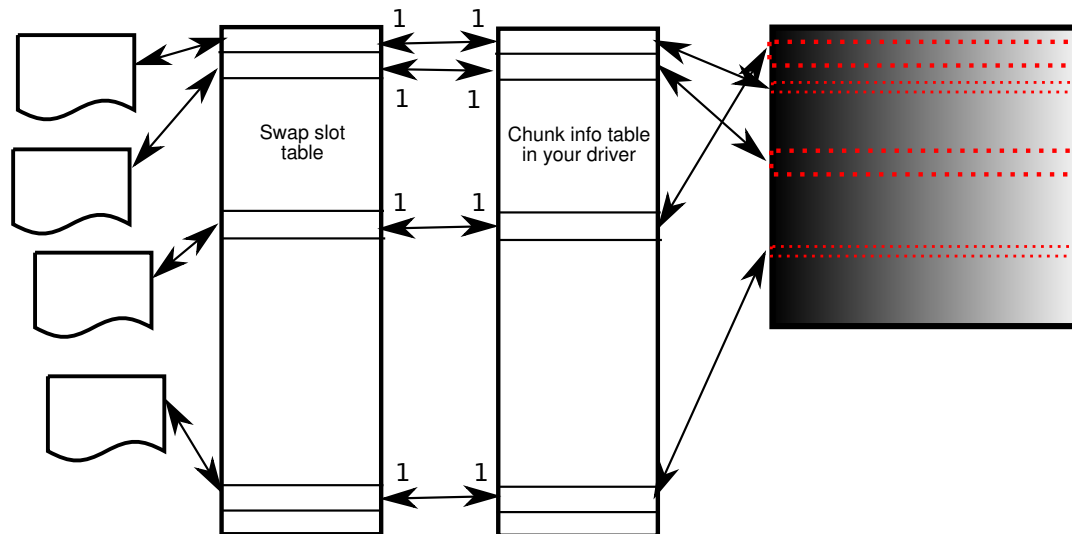 1 1
1 1
Swap slot
table
Chunk info table
in your driver
1 1
1 1